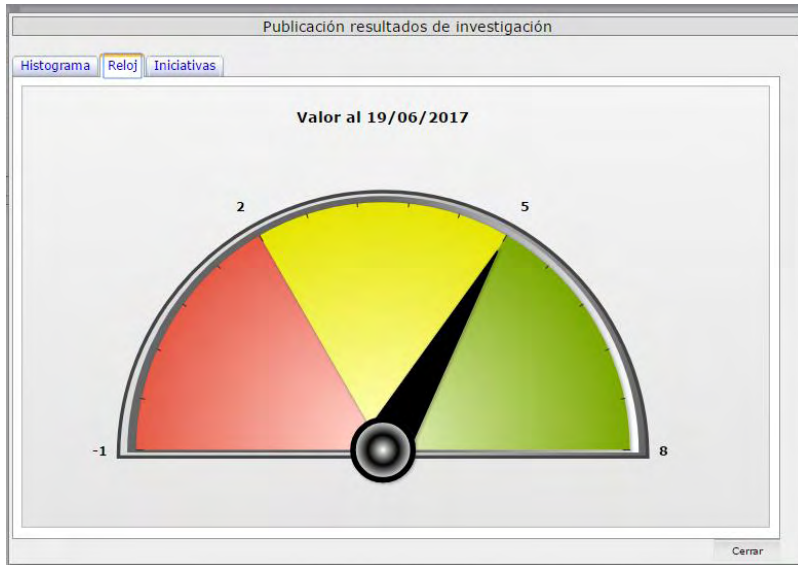 Publicación resultados de investigación
Histograma Reloj Iniciativas
Valor al 19/06/2017
2 5
-1 8
Cerrar